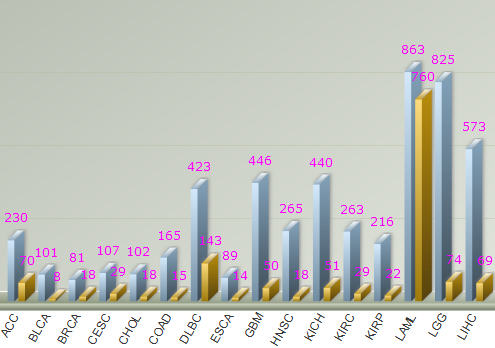 230
70
101
8
81
18
107
29
102
18
165
15
423
143
89
14
446
50
265
18
440
51
263
29
216
22
863
760
825
74
573
69
ACC
BLCA
BRCA
CESC
CHOL
COAD
DLBC
ESCA
GBM
HNSC
KICH
KIRC
KIRP
LAML
LGG
LIHC